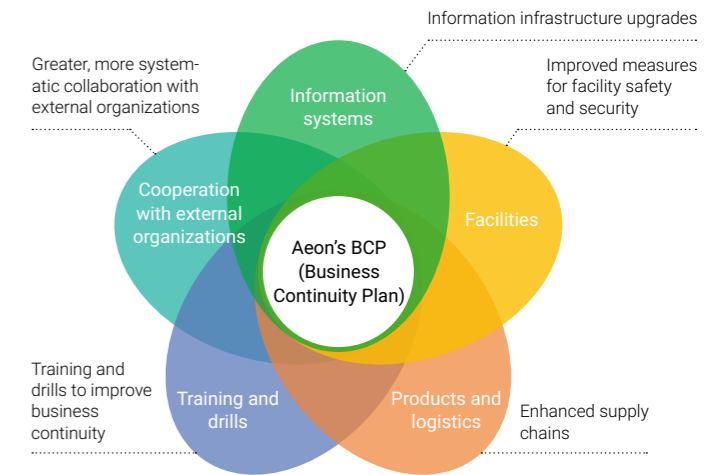 Information infrastructure upgrades
Greater, more system-
atic collaboration with
external organizations
Improved measures
for facility safety
and security
Information
systems
Cooperation
with external
organizations
Facilities
Aeon's BCP
(Business
Continuity Plan)
Training and
drills to improve
business
continuity
Training and
drills
Products and
logistics
Enhanced supply
chains